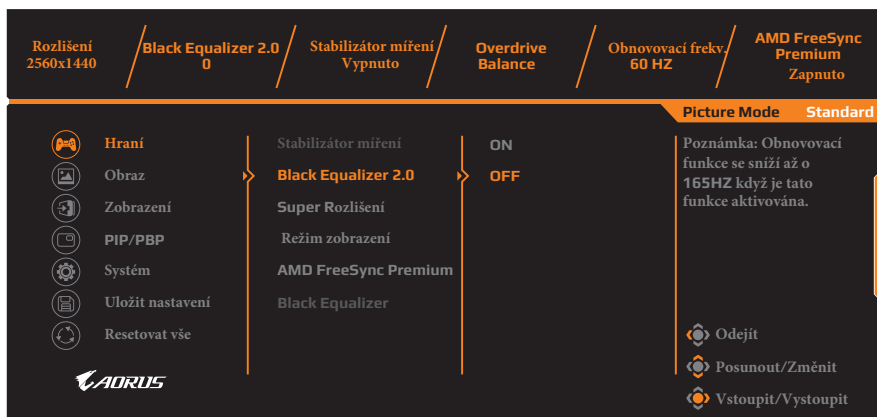 Rozlišení
2560x1440
Black Equalizer 2.0
0
Stabilizátor míření
Vypnuto
Overdrive
Balance
Obnovovací frekv.
60 HZ
AMD FreeSync
Premium
Zapnuto
Picture Mode Standard
Hraní
Obraz
Zobrazení
PIP/PBP
Systém
Uložit nastavení
Resetovat vše
Stabilizátor míření
Black Equalizer 2.0
Super Rozlišení
Režim zobrazení
AMD FreeSync Premium
Black Equalizer
ON
OFF
Poznámka: Obnovovací
funkce se sníží až o
165HZ když je tato
funkce aktivována.
Odejít
Posunout/Změnit
Vstoupit/Vystoupit
AORUS